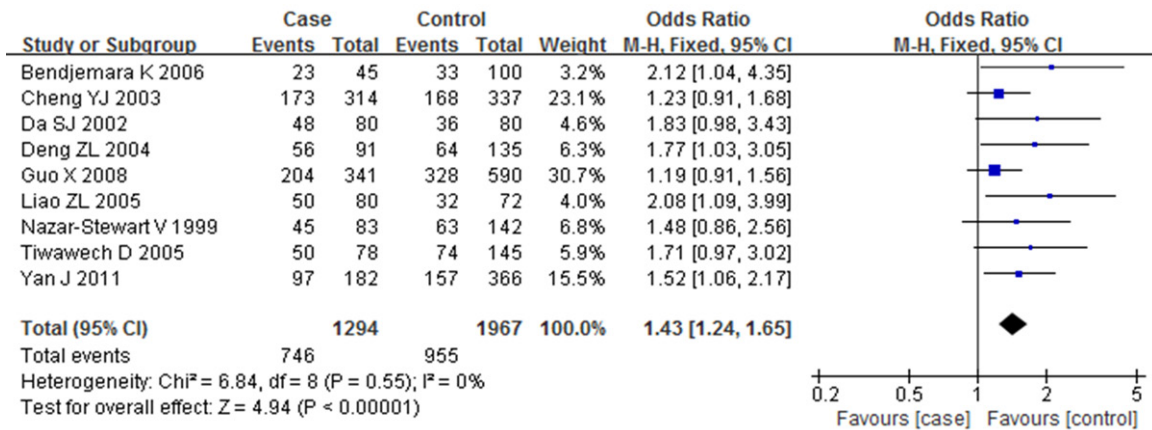 Case Control Odds Ratio Odds Ratio
Study or Subgroup Events Total Events Total Weight M-H, Fixed, 95% CI M-H, Fixed, 95% CI
Bendjemara K 2006 23 45 33 100 3.2% 2.12 [1.04, 4.35]
Cheng YJ 2003 173 314 168 337 23.1% 1.23 [0.91, 1.68]
Da SJ 2002 48 80 36 80 4.6% 1.83 [0.98, 3.43]
Deng ZL 2004 56 91 64 135 6.3% 1.77 [1.03, 3.05]
Guo X 2008 204 341 328 590 30.7% 1.19 [0.91, 1.56]
Liao ZL 2005 50 80 32 72 4.0% 2.08 [1.09, 3.99]
Nazar-Stewart V 1999 45 83 63 142 6.8% 1.48 [0.86, 2.56]
Tiwawech D 2005 50 78 74 145 5.9% 1.71 [0.97, 3.02]
Yan J 2011 97 182 157 366 15.5% 1.52 [1.06, 2.17]
Total (95% CI) 1294 1967 100.0% 1.43 [1.24, 1.65]
Total events 746 955
Heterogeneity: Chi² = 6.84, df = 8 (P = 0.55); I² = 0%
Test for overall effect: Z = 4.94 (P < 0.00001)
0.2 0.5 1 2 5
Favours [case] Favours [control]